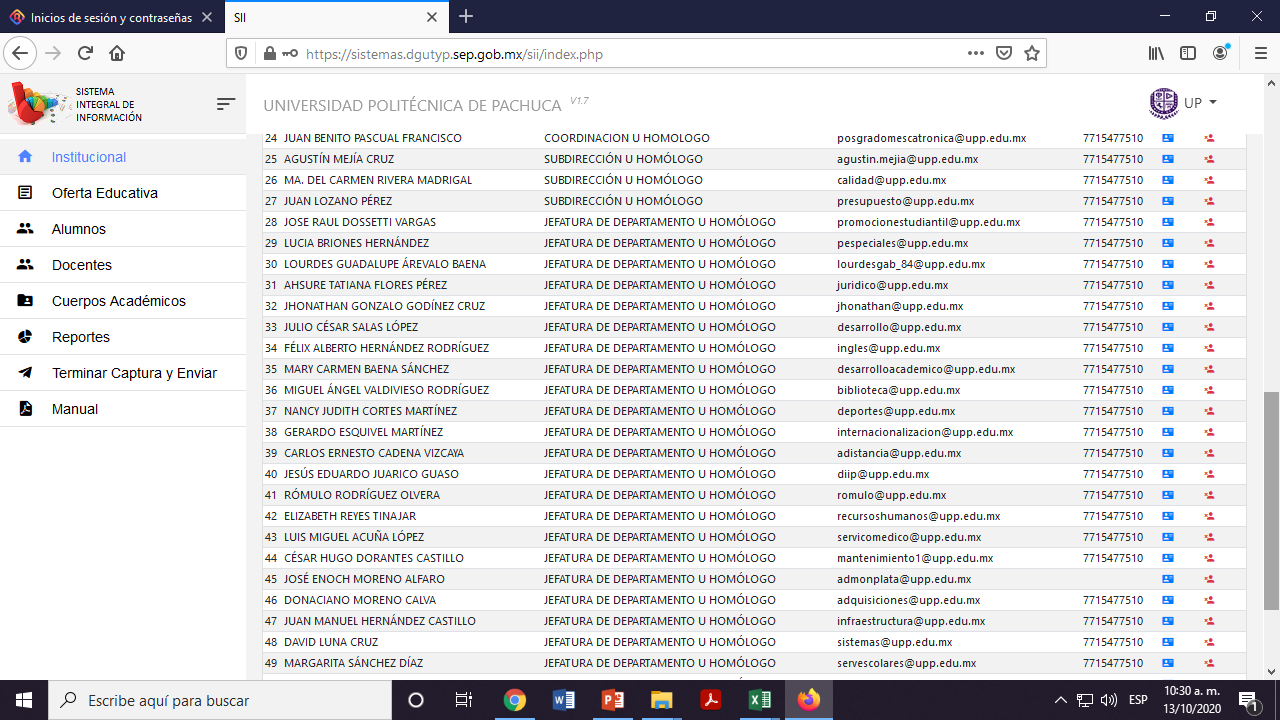 Inicios de sesión y contraseñas
SII
https://sistemas.dgutyp.sep.gob.mx/sii/index.php
SISTEMA
INTEGRAL DE
INFORMACIÓN
UNIVERSIDAD POLITÉCNICA DE PACHUCA V1.7
UP
Institucional
Oferta Educativa
Alumnos
Docentes
Cuerpos Académicos
Reportes
Terminar Captura y Enviar
Manual
24 JUAN BENITO PASCUAL FRANCISCO COORDINACION U HOMOLOGO posgradomescatronica@upp.edu.mx 7715477510
25 AGUSTÍN MEJÍA CRUZ SUBDIRECCIÓN U HOMÓLOGO agustin.mejia@upp.edu.mx 7715477510
26 MA. DEL CARMEN RIVERA MADRIGAL SUBDIRECCIÓN U HOMÓLOGO calidad@upp.edu.mx 7715477510
27 JUAN LOZANO PÉREZ SUBDIRECCIÓN U HOMÓLOGO presupuesto@upp.edu.mx 7715477510
28 JOSE RAUL DOSSETTI VARGAS JEFATURA DE DEPARTAMENTO U HOMÓLOGO promocionestudiantil@upp.edu.mx 7715477510
29 LUCIA BRIONES HERNÁNDEZ JEFATURA DE DEPARTAMENTO U HOMÓLOGO pespeciales@upp.edu.mx 7715477510
30 LOURDES GUADALUPE ÁREVALO BAENA JEFATURA DE DEPARTAMENTO U HOMÓLOGO lourdesgab_84@upp.edu.mx 7715477510
31 AHSURE TATIANA FLORES PÉREZ JEFATURA DE DEPARTAMENTO U HOMÓLOGO juridico@upp.edu.mx 7715477510
32 JHONATHAN GONZALO GODÍNEZ CRUZ JEFATURA DE DEPARTAMENTO U HOMÓLOGO jhonathan@upp.edu.mx 7715477510
33 JULIO CÉSAR SALAS LÓPEZ JEFATURA DE DEPARTAMENTO U HOMÓLOGO desarrollo@upp.edu.mx 7715477510
34 FÉLIX ALBERTO HERNÁNDEZ RODRÍGUEZ JEFATURA DE DEPARTAMENTO U HOMÓLOGO ingles@upp.edu.mx 7715477510
35 MARY CARMEN BAENA SÁNCHEZ JEFATURA DE DEPARTAMENTO U HOMÓLOGO desarrolloacademico@upp.edu.mx 7715477510
36 MIGUEL ÁNGEL VALDIVIESO RODRÍGUEZ JEFATURA DE DEPARTAMENTO U HOMÓLOGO biblioteca@upp.edu.mx 7715477510
37 NANCY JUDITH CORTES MARTÍNEZ JEFATURA DE DEPARTAMENTO U HOMÓLOGO deportes@upp.edu.mx 7715477510
38 GERARDO ESQUIVEL MARTÍNEZ JEFATURA DE DEPARTAMENTO U HOMÓLOGO internacionalizacion@upp.edu.mx 7715477510
39 CARLOS ERNESTO CADENA VIZCAYA JEFATURA DE DEPARTAMENTO U HOMÓLOGO adistancia@upp.edu.mx 7715477510
40 JESÚS EDUARDO JUARICO GUASO JEFATURA DE DEPARTAMENTO U HOMÓLOGO diip@upp.edu.mx 7715477510
41 RÓMULO RODRÍGUEZ OLVERA JEFATURA DE DEPARTAMENTO U HOMÓLOGO romulo@upp.edu.mx 7715477510
42 ELIZABETH REYES TINAJAR JEFATURA DE DEPARTAMENTO U HOMÓLOGO recursoshumanos@upp.edu.mx 7715477510
43 LUIS MIGUEL ACUÑA LÓPEZ JEFATURA DE DEPARTAMENTO U HOMÓLOGO servicomedico@upp.edu.mx 7715477510
44 CÉSAR HUGO DORANTES CASTILLO JEFATURA DE DEPARTAMENTO U HOMÓLOGO mantenimiento1@upp.edu.mx 7715477510
45 JOSÉ ENOCH MORENO ALFARO JEFATURA DE DEPARTAMENTO U HOMÓLOGO admonplata@upp.edu.mx
46 DONACIANO MORENO CALVA JEFATURA DE DEPARTAMENTO U HOMÓLOGO adquisiciones@upp.edu.mx 7715477510
47 JUAN MANUEL HERNÁNDEZ CASTILLO JEFATURA DE DEPARTAMENTO U HOMÓLOGO infraestructura@upp.edu.mx 7715477510
48 DAVID LUNA CRUZ JEFATURA DE DEPARTAMENTO U HOMÓLOGO sistemas@upp.edu.mx 7715477510
49 MARGARITA SÁNCHEZ DÍAZ JEFATURA DE DEPARTAMENTO U HOMÓLOGO servescolares@upp.edu.mx 7715477510
Escribe aquí para buscar
ESP
10:30 a. m.
13/10/2020
1